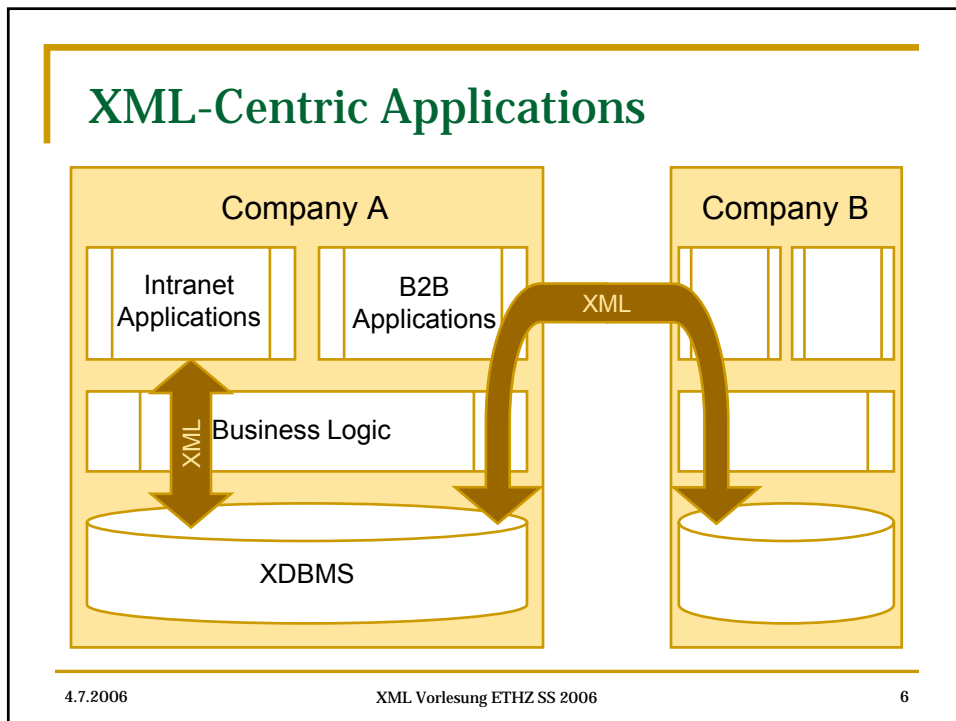 XML-Centric Applications
Company A
Company B
Intranet
Applications
B2B
Applications
XML
XML
Business Logic
XDBMS
4.7.2006
XML Vorlesung ETHZ SS 2006
6